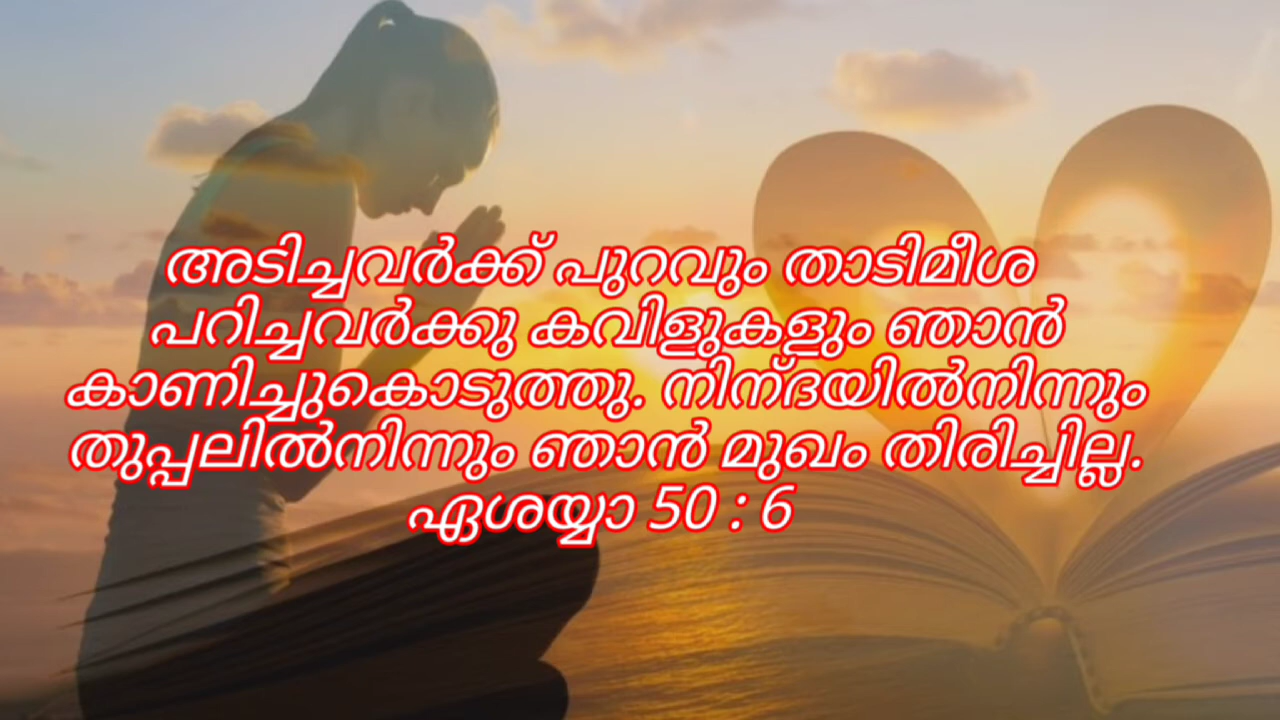 അടിച്ചവർക്ക് പുറവും താടിമീശ
പറിച്ചവർക്കു കവിളുകളും ഞാൻ
കാണിച്ചുകൊടുത്തു. നിന്ദയിൽനിന്നും
തുപ്പലിൽനിന്നും ഞാൻ മുഖം തിരിച്ചില്ല.
ഏശയ്യാ 50 : 6